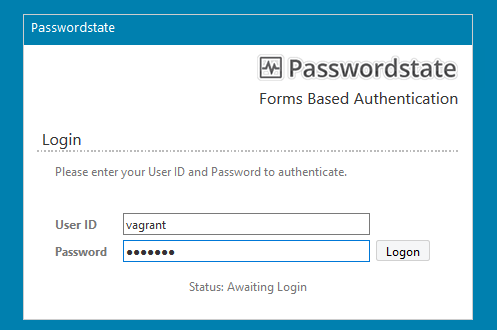 Passwordstate
Passwordstate
Forms Based Authentication
Login
Please enter your User ID and Password to authenticate.
User ID vagrant
Password ●●●●●●● Logon
Status: Awaiting Login